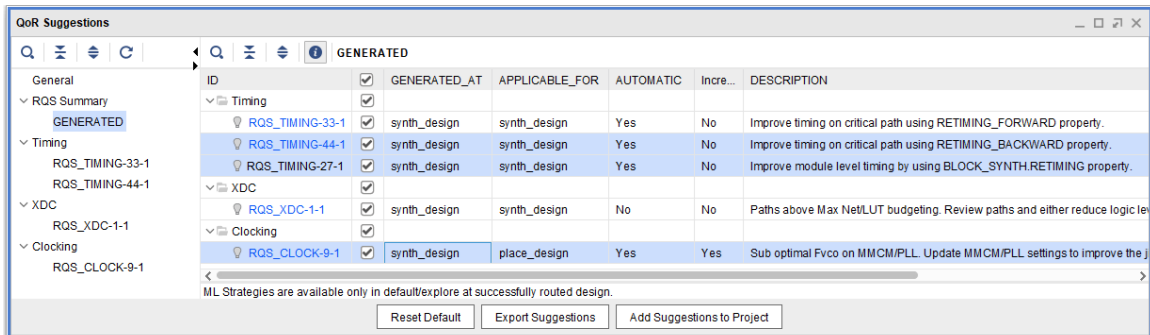 QoR Suggestions
GENERATED
General
RQS Summary
GENERATED
Timing
RQS_TIMING-33-1
RQS_TIMING-44-1
XDC
RQS_XDC-1-1
Clocking
RQS_CLOCK-9-1
ID GENERATED_AT APPLICABLE_FOR AUTOMATIC Incre... DESCRIPTION
Timing
RQS_TIMING-33-1 synth_design synth_design Yes No Improve timing on critical path using RETIMING_FORWARD property.
RQS_TIMING-44-1 synth_design synth_design Yes No Improve timing on critical path using RETIMING_BACKWARD property.
RQS_TIMING-27-1 synth_design synth_design Yes No Improve module level timing by using BLOCK_SYNTH.RETIMING property.
XDC
RQS_XDC-1-1 synth_design synth_design No No Paths above Max Net/LUT budgeting. Review paths and either reduce logic lev
Clocking
RQS_CLOCK-9-1 synth_design place_design Yes Yes Sub optimal Fvco on MMCM/PLL. Update MMCM/PLL settings to improve the j
ML Strategies are available only in default/explore at successfully routed design.
Reset Default Export Suggestions Add Suggestions to Project